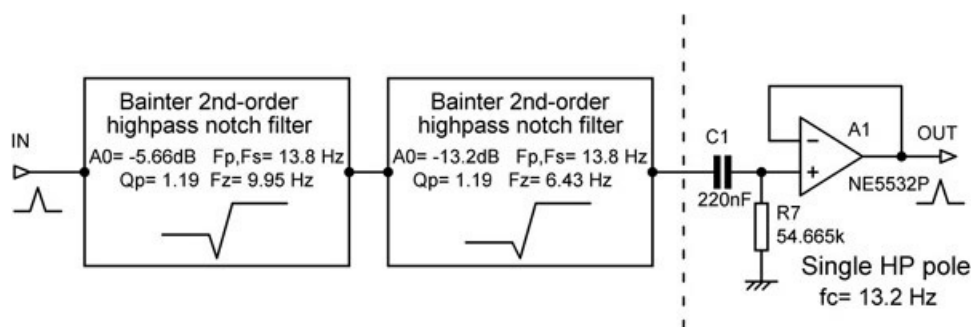 IN
Bainter 2nd-order
highpass notch filter
A0= -5.66dB Fp,Fs= 13.8 Hz
Qp= 1.19 Fz= 9.95 Hz
Bainter 2nd-order
highpass notch filter
A0= -13.2dB Fp,Fs= 13.8 Hz
Qp= 1.19 Fz= 6.43 Hz
C1
220nF
R7
54.665k
A1
NE5532P
OUT
Single HP pole
fc= 13.2 Hz